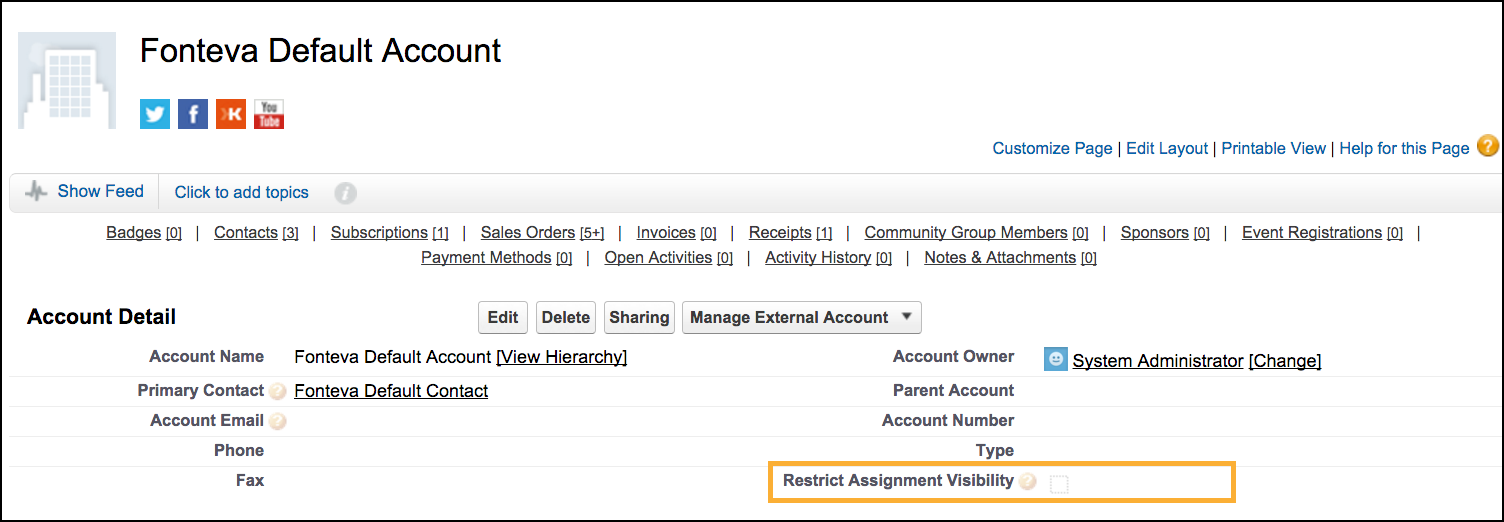 Fonteva Default Account
You
Tube
Customize Page | Edit Layout | Printable View | Help for this Page ?
Show Feed Click to add topics i
Badges [0] | Contacts [3] | Subscriptions [1] | Sales Orders [5+] | Invoices [0] | Receipts [1] | Community Group Members [0] | Sponsors [0] | Event Registrations [0] |
Payment Methods [0] | Open Activities [0] | Activity History [0] | Notes & Attachments [0]
Account Detail Edit Delete Sharing Manage External Account
Account Name Fonteva Default Account [View Hierarchy] Account Owner System Administrator [Change]
Primary Contact ? Fonteva Default Contact Parent Account
Account Email ? Account Number
Phone Type
Fax Restrict Assignment Visibility ?